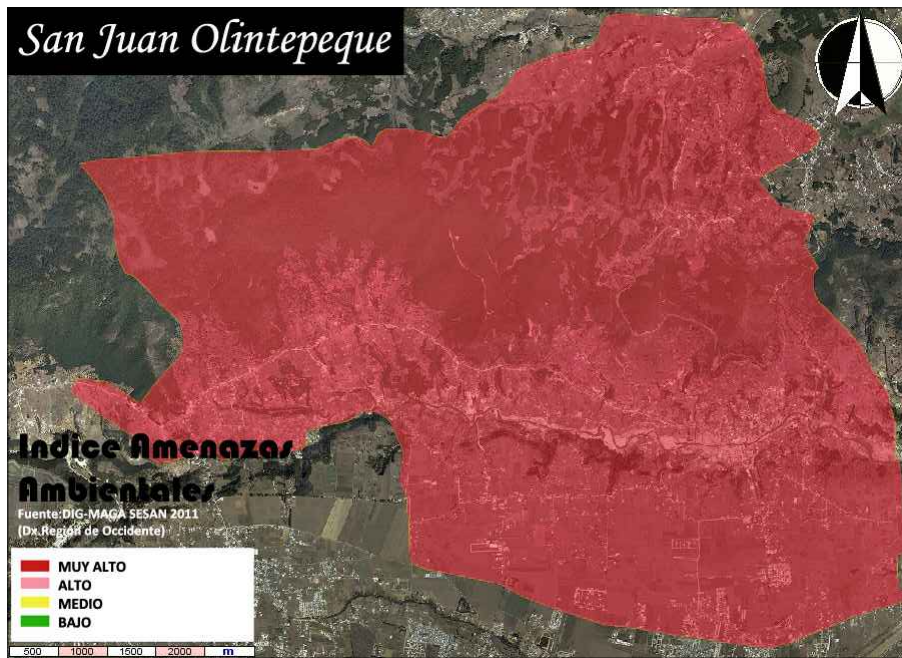 San Juan Olintepeque
Indice Amenazas
Ambientales
Fuente:DIG-MAGA SESAN 2011
(Dx.Región de Occidente)
MUY ALTO
ALTO
MEDIO
BAJO
500 1000 1500 2000 m